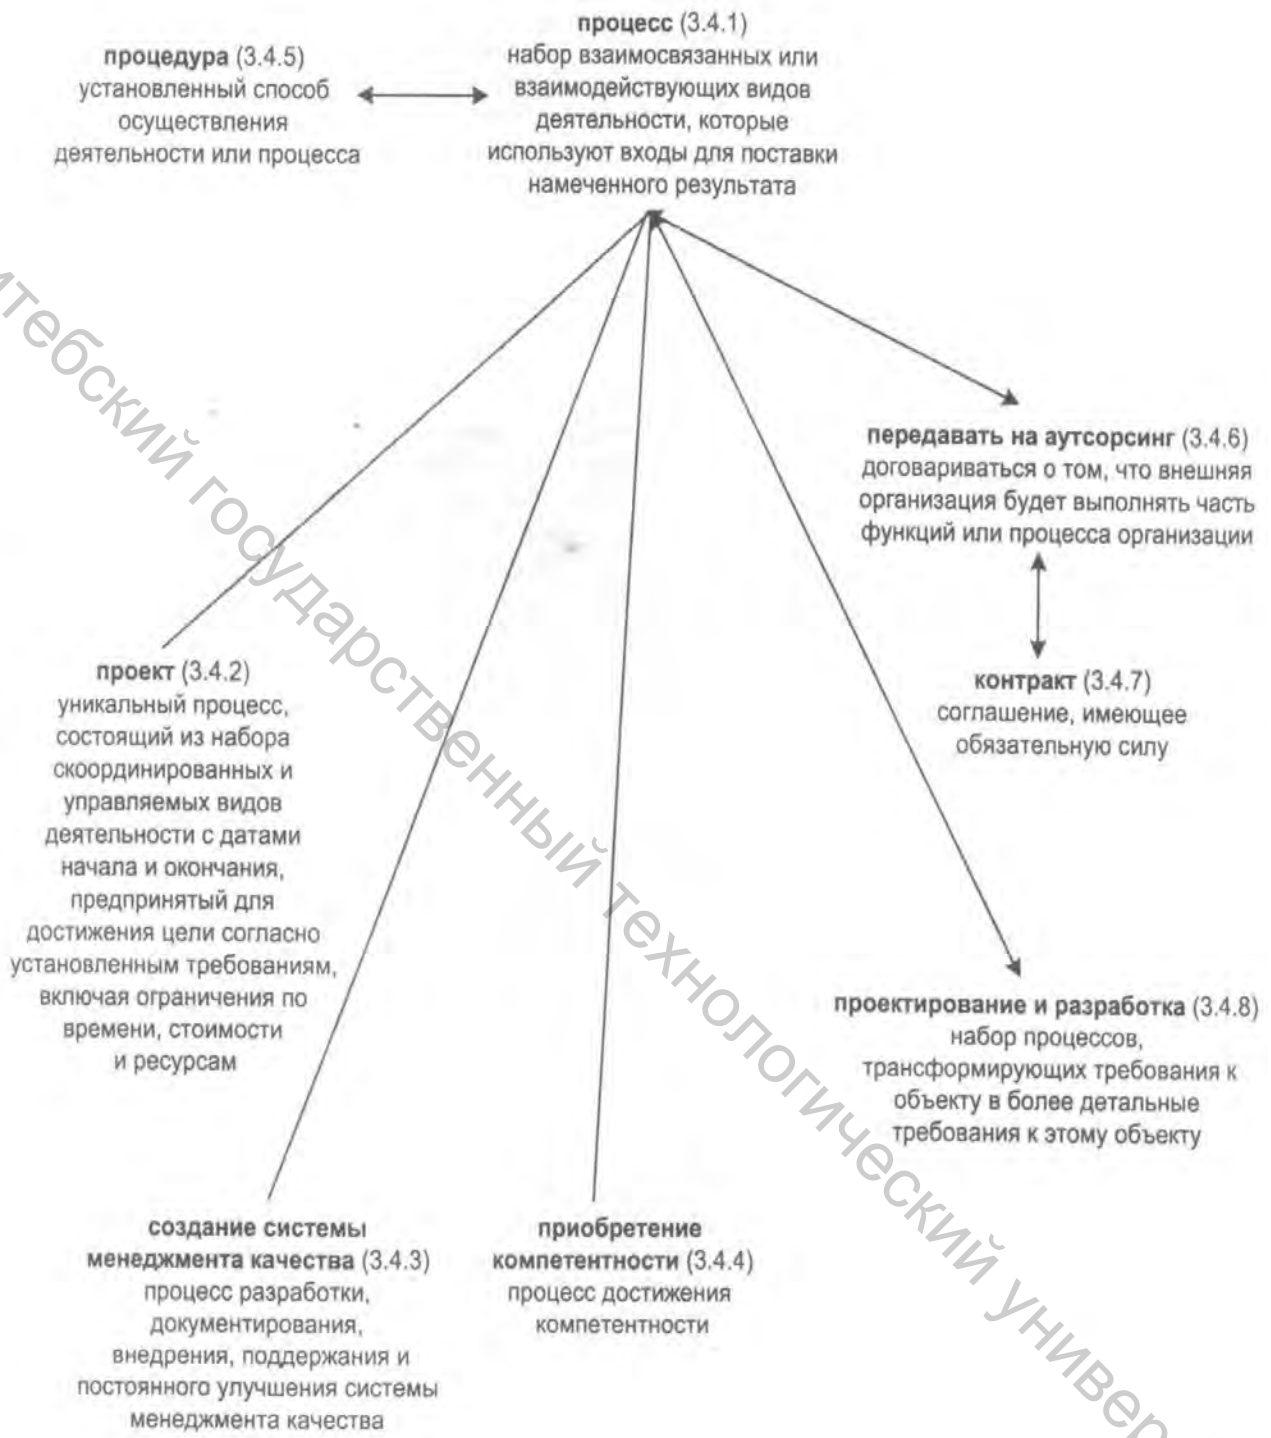 процесс (3.4.1)
набор взаимосвязанных или
взаимодействующих видов
деятельности, которые
используют входы для поставки
намеченного результата
процедура (3.4.5)
установленный способ
осуществления
деятельности или процесса
передавать на аутсорсинг (3.4.6)
договариваться о том, что внешняя
организация будет выполнять часть
функций или процесса организации
контракт (3.4.7)
соглашение, имеющее
обязательную силу
проект (3.4.2)
уникальный процесс,
состоящий из набора
скоординированных и
управляемых видов
деятельности с датами
начала и окончания,
предпринятый для
достижения цели согласно
установленным требованиям,
включая ограничения по
времени, стоимости
и ресурсам
проектирование и разработка (3.4.8)
набор процессов,
трансформирующих требования к
объекту в более детальные
требования к этому объекту
создание системы
менеджмента качества (3.4.3)
процесс разработки,
документирования,
внедрения, поддержания и
постоянного улучшения системы
менеджмента качества
приобретение
компетентности (3.4.4)
процесс достижения
компетентности
итебский государственный технологический универ